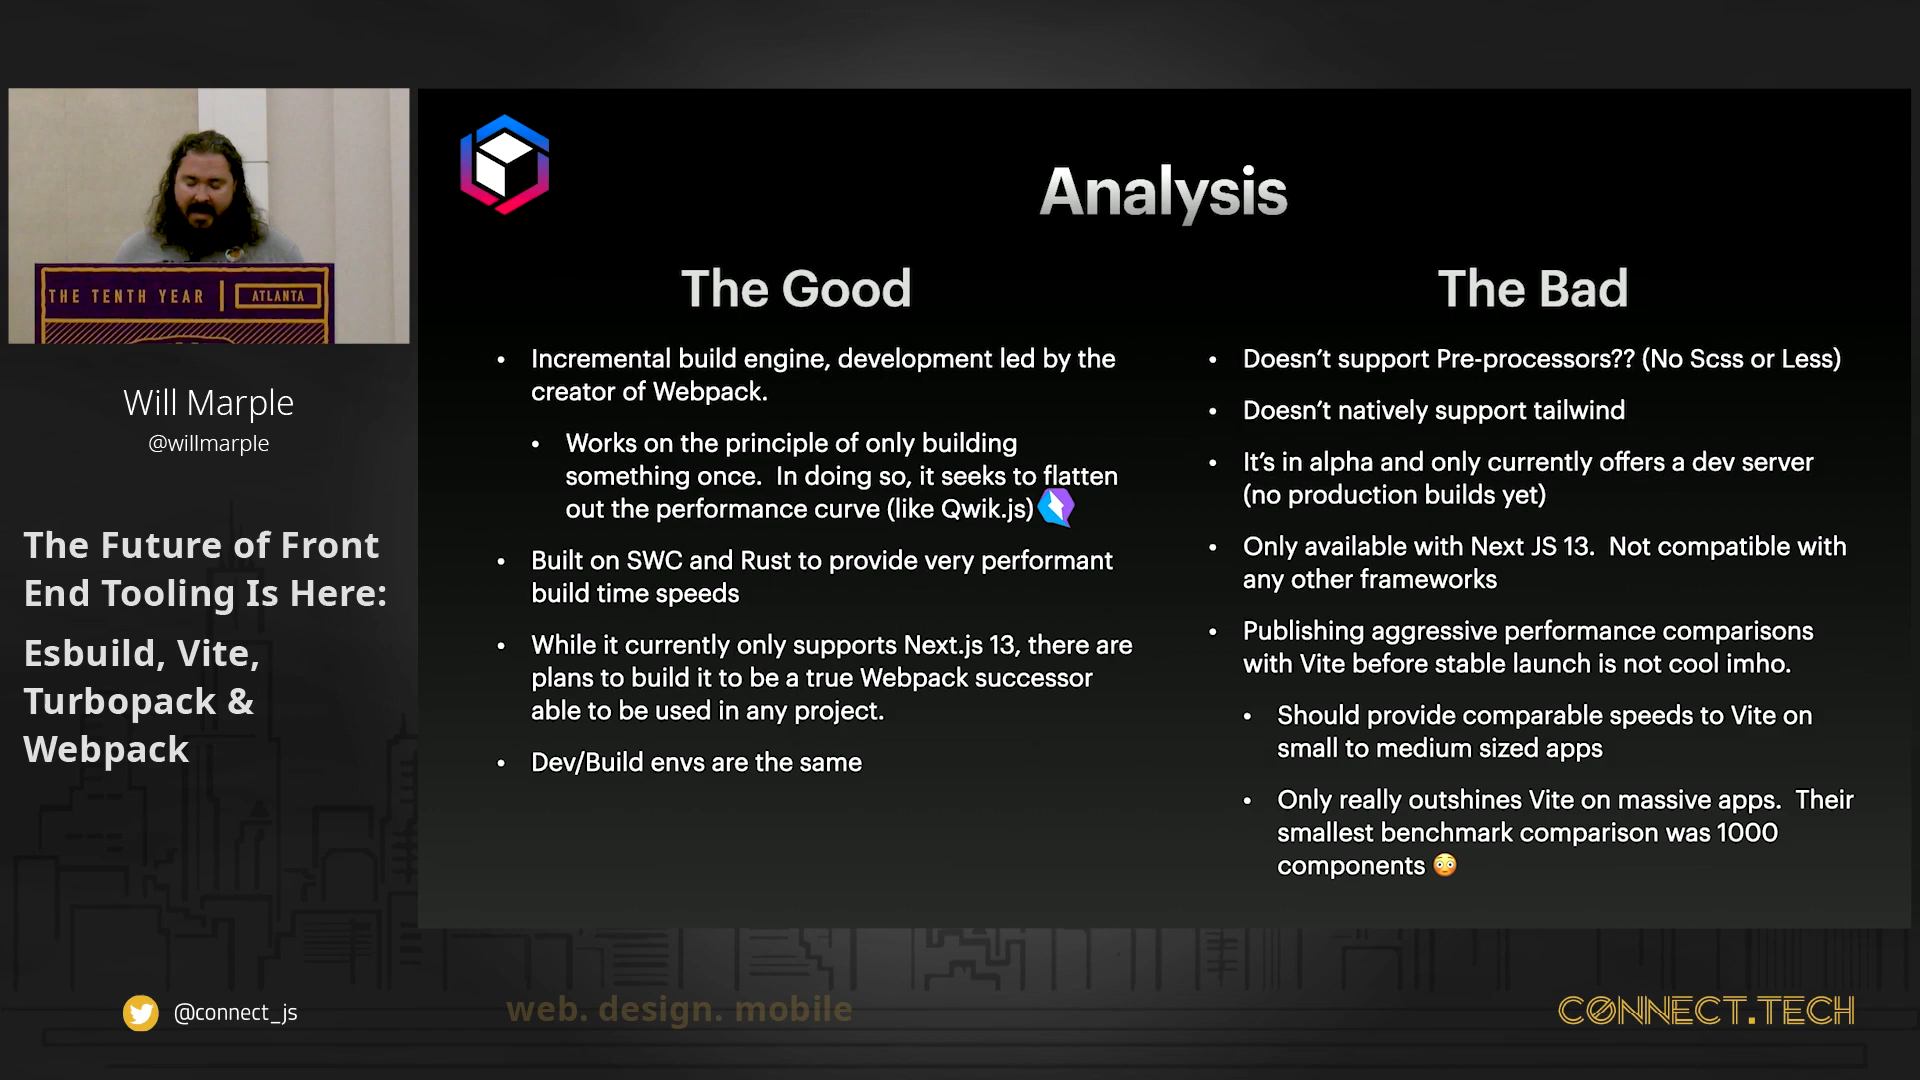 THE TENTH YEAR
ATLANTA
Will Marple
@willmarple
The Future of Front
End Tooling Is Here:
Esbuild, Vite,
Turbopack &
Webpack
Analysis
The Good
• Incremental build engine, development led by the
creator of Webpack.
• Works on the principle of only building
something once. In doing so, it seeks to flatten
out the performance curve (like Qwik.js)
• Built on SWC and Rust to provide very performant
build time speeds
• While it currently only supports Next.js 13, there are
plans to build it to be a true Webpack successor
able to be used in any project.
• Dev/Build envs are the same
The Bad
• Doesn’t support Pre-processors?? (No Scss or Less)
• Doesn’t natively support tailwind
• It’s in alpha and only currently offers a dev server
(no production builds yet)
• Only available with Next JS 13. Not compatible with
any other frameworks
• Publishing aggressive performance comparisons
with Vite before stable launch is not cool imho.
• Should provide comparable speeds to Vite on
small to medium sized apps
• Only really outshines Vite on massive apps. Their
smallest benchmark comparison was 1000
components 😳
@connect_js
web. design. mobile
CONNECT.TECH